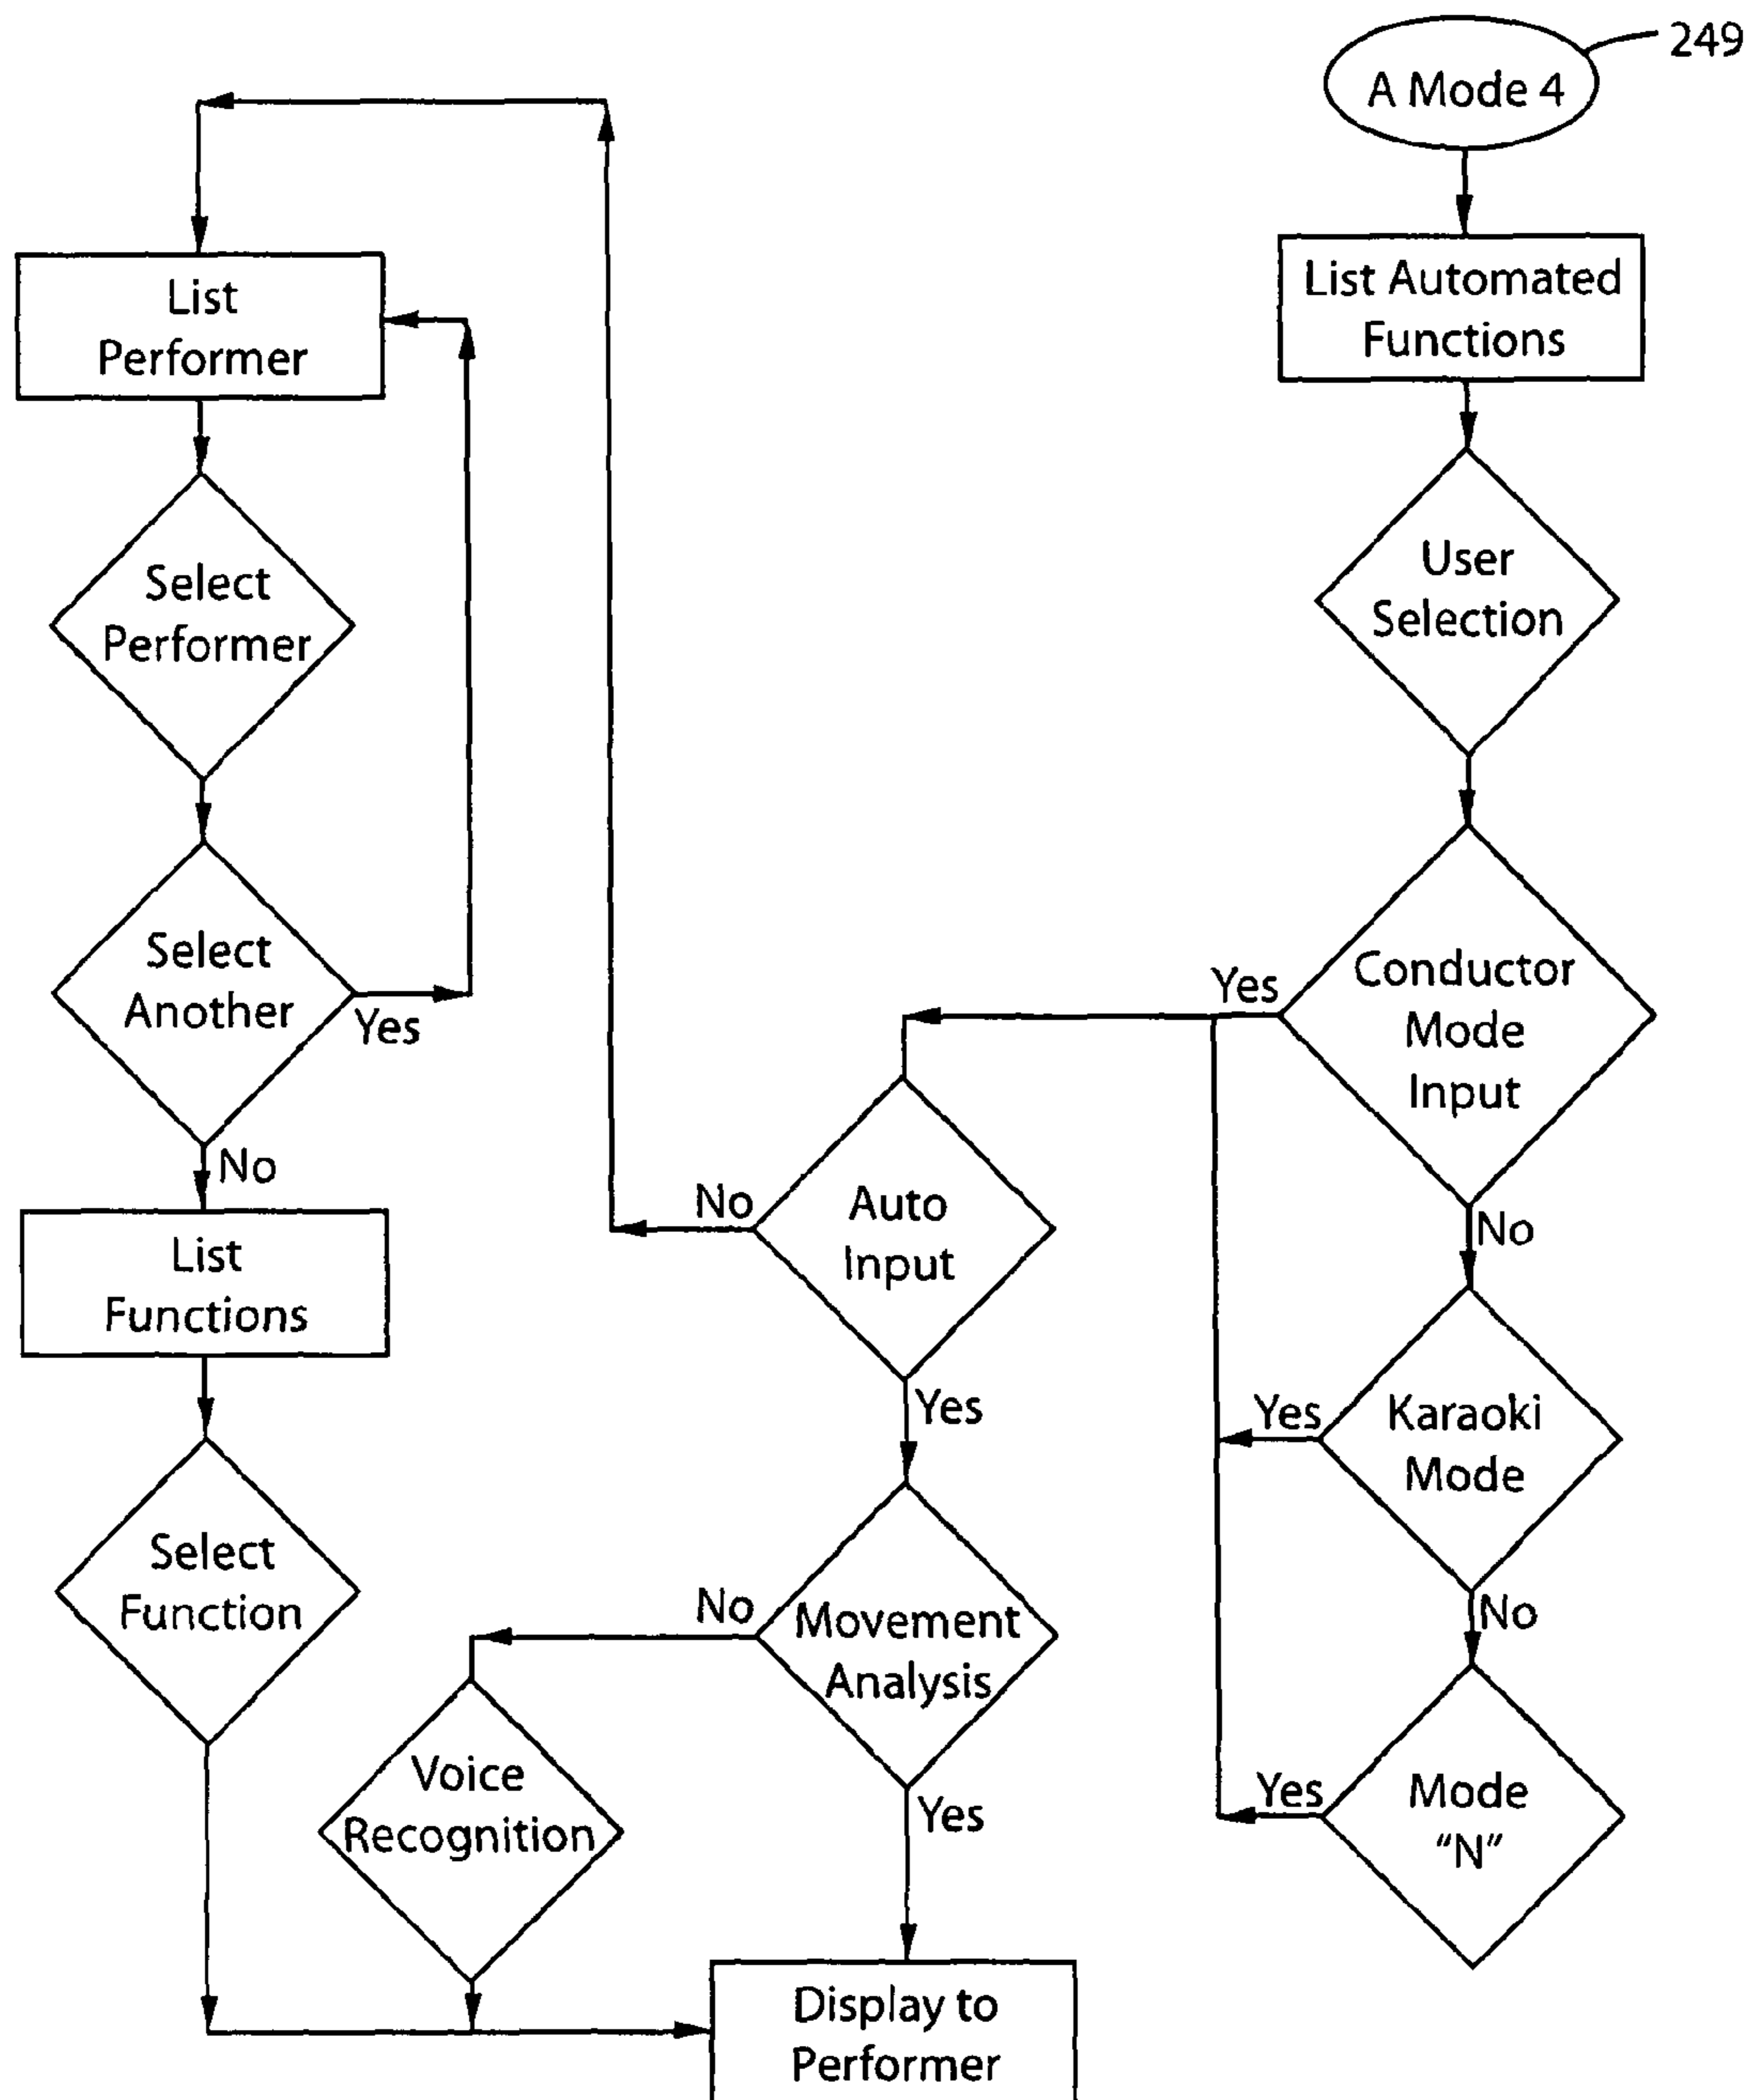 249
A Mode 4
List Automated
Functions
User
Selection
Conductor
Mode
Input
Yes
No
Karaoki
Mode
Yes
No
Mode
“N”
Yes
Auto
Input
No
Yes
Movement
Analysis
No
Yes
Voice
Recognition
Display to
Performer
List
Performer
Select
Performer
Select
Another
Yes
No
List
Functions
Select
Function